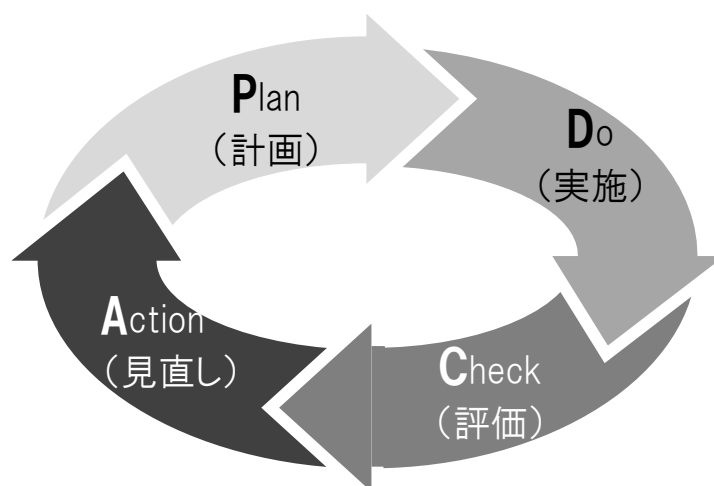 Plan
（計画）
Do
（実施）
Check
（評価）
Action
（見直し）